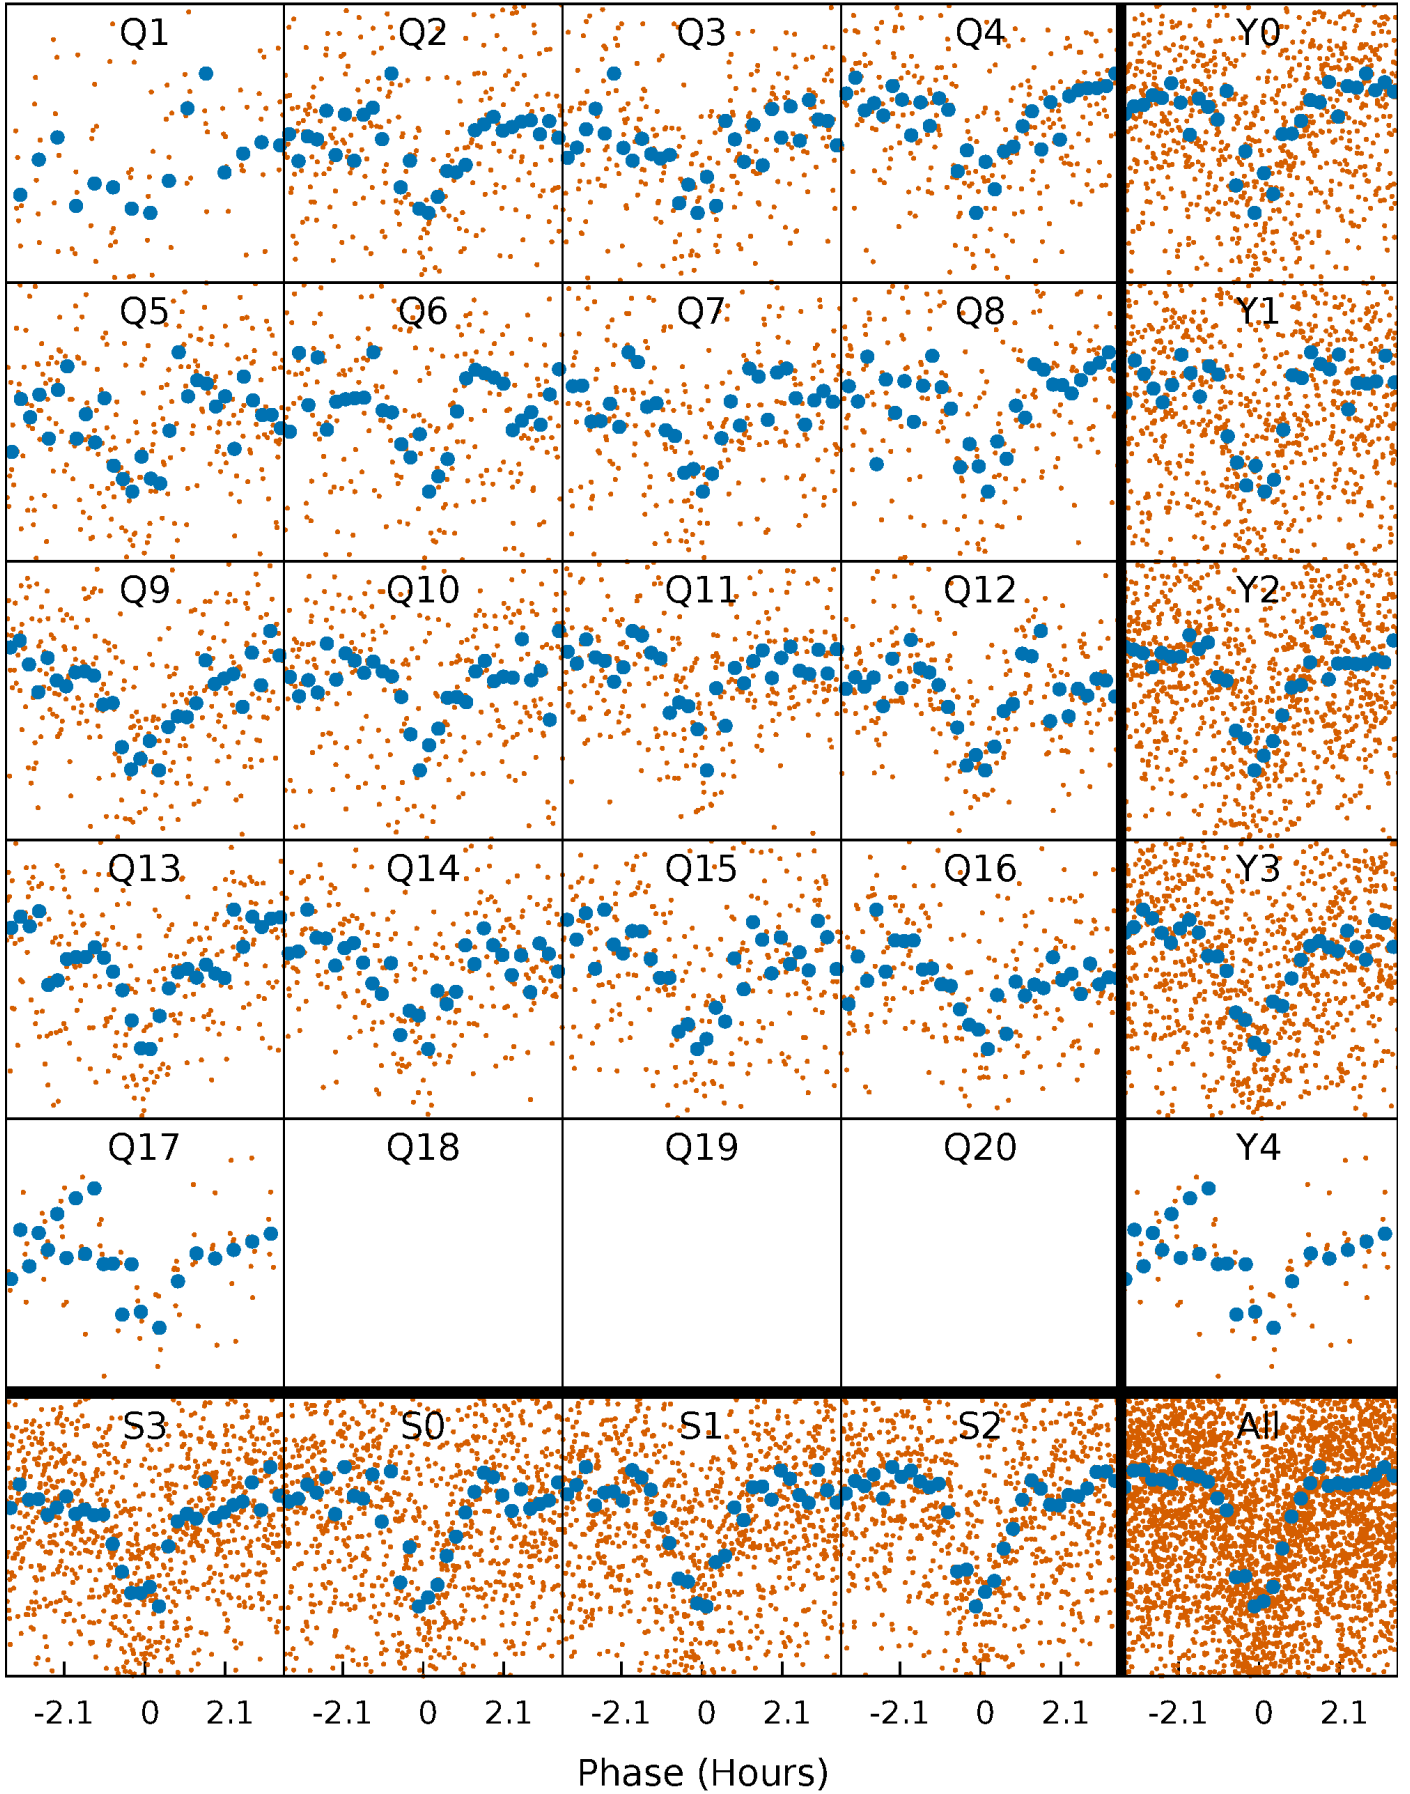 Q1 Q2 Q3 Q4 Y0
Q5 Q6 Q7 Q8 Y1
Q9 Q10 Q11 Q12 Y2
Q13 Q14 Q15 Q16 Y3
Q17 Q18 Q19 Q20 Y4
S3 S0 S1 S2 All
-2.1 0 2.1 -2.1 0 2.1 -2.1 0 2.1 -2.1 0 2.1 -2.1 0 2.1
Phase (Hours)